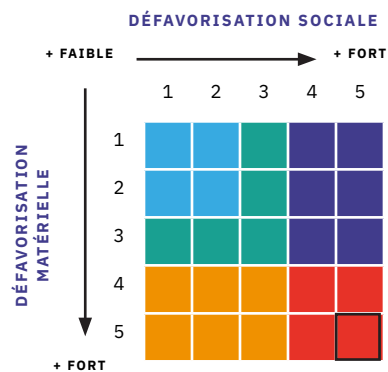 DÉFAVORISATION SOCIALE
+ FAIBLE
+ FORT
1 2 3 4 5
DÉFAVORISATION
MATÉRIELLE
1
2
3
4
5
+ FORT